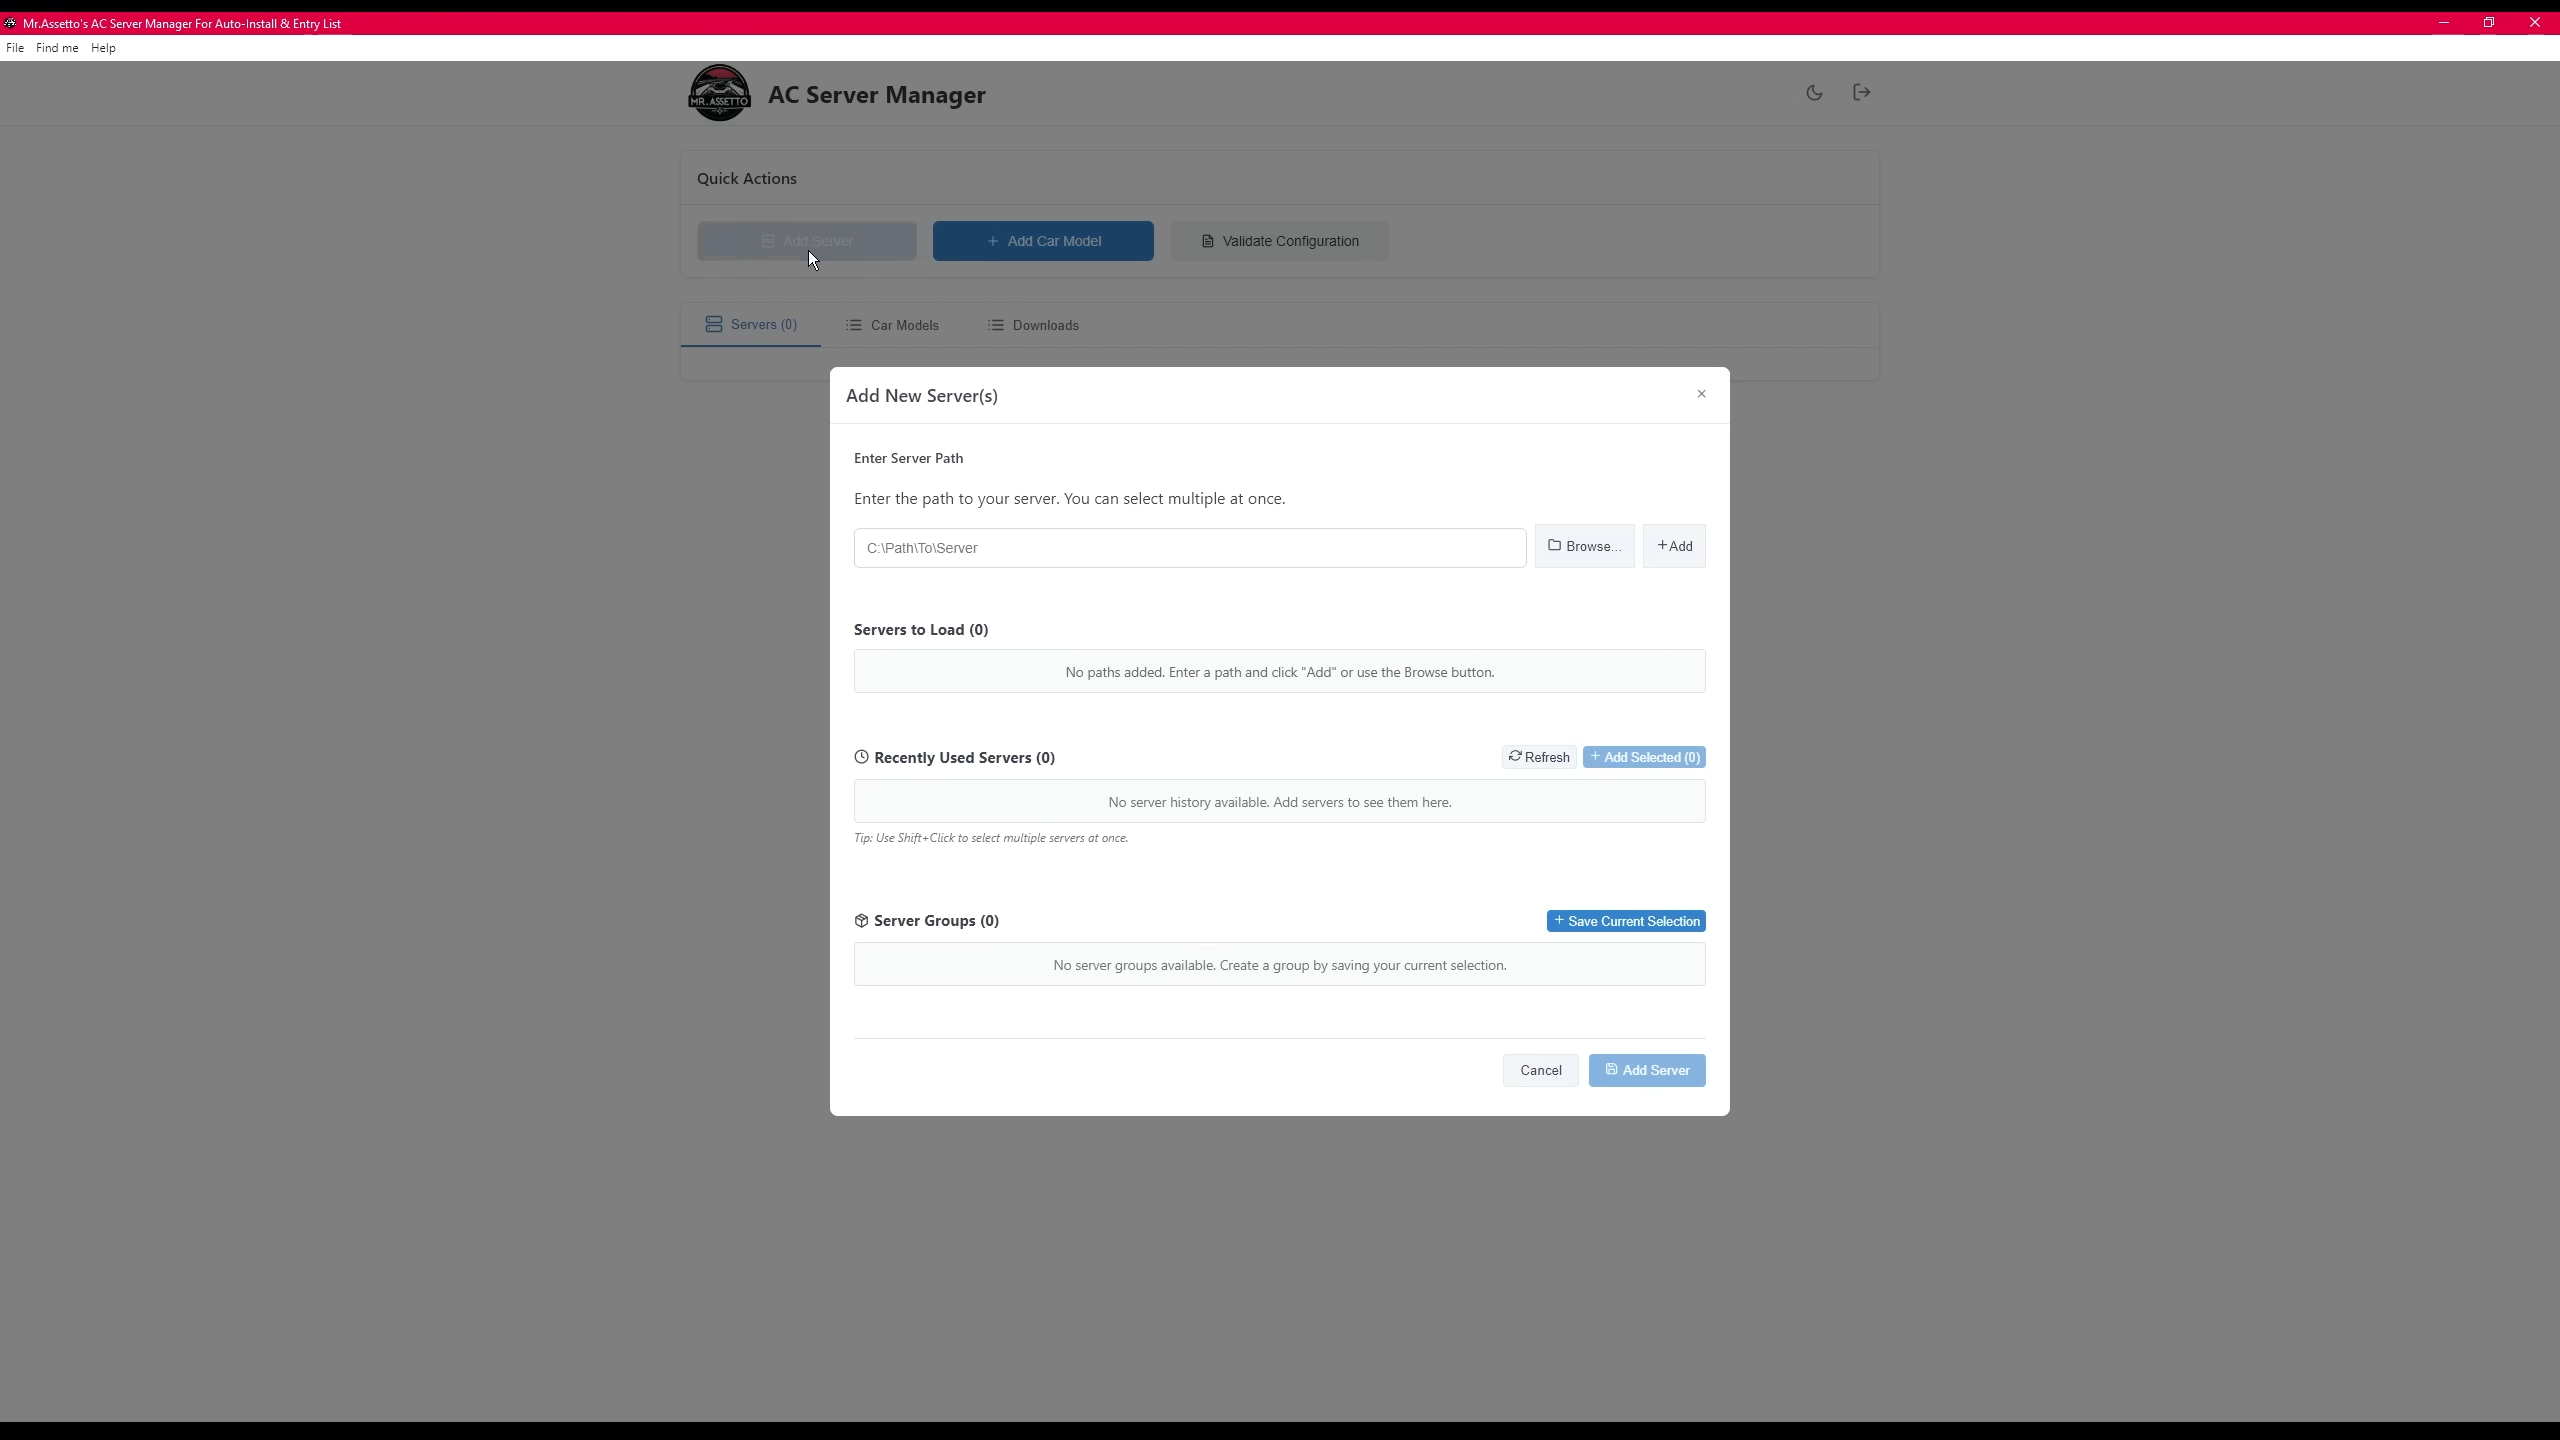 Mr.Assetto's AC Server Manager For Auto-Install & Entry List
File Find me Help
MR. ASSETTO
AC Server Manager
Quick Actions
Add Server
+ Add Car Model
Validate Configuration
Servers (0)
Car Models
Downloads
Add New Server(s)
×
Enter Server Path
Enter the path to your server. You can select multiple at once.
C:\Path\To\Server
Browse...
+Add
Servers to Load (0)
No paths added. Enter a path and click "Add" or use the Browse button.
Recently Used Servers (0)
Refresh
+ Add Selected (0)
No server history available. Add servers to see them here.
Tip: Use Shift+Click to select multiple servers at once.
Server Groups (0)
+ Save Current Selection
No server groups available. Create a group by saving your current selection.
Cancel
Add Server